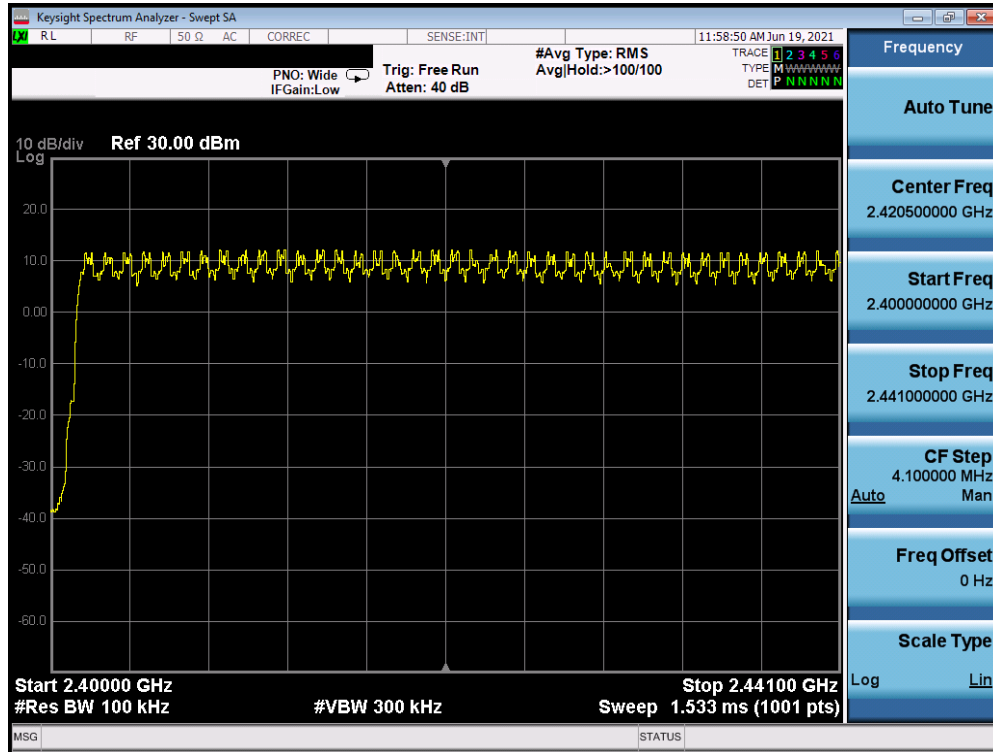 Keysight Spectrum Analyzer - Swept SA
LXI RL RF 50 Ω AC CORREC SENSE:INT 11:58:50 AM Jun 19, 2021
PNO: Wide
IFGain:Low
Trig: Free Run
Atten: 40 dB
#Avg Type: RMS
Avg|Hold:>100/100
TRACE 1 2 3 4 5 6
TYPE M WWWWW
DET P N N N N N
10 dB/div Ref 30.00 dBm
Log
20.0
10.0
0.00
-10.0
-20.0
-30.0
-40.0
-50.0
-60.0
Start 2.40000 GHz Stop 2.44100 GHz
#Res BW 100 kHz #VBW 300 kHz Sweep 1.533 ms (1001 pts)
MSG STATUS
Frequency
Auto Tune
Center Freq
2.420500000 GHz
Start Freq
2.400000000 GHz
Stop Freq
2.441000000 GHz
CF Step
4.100000 MHz
Auto Man
Freq Offset
0 Hz
Scale Type
Log Lin